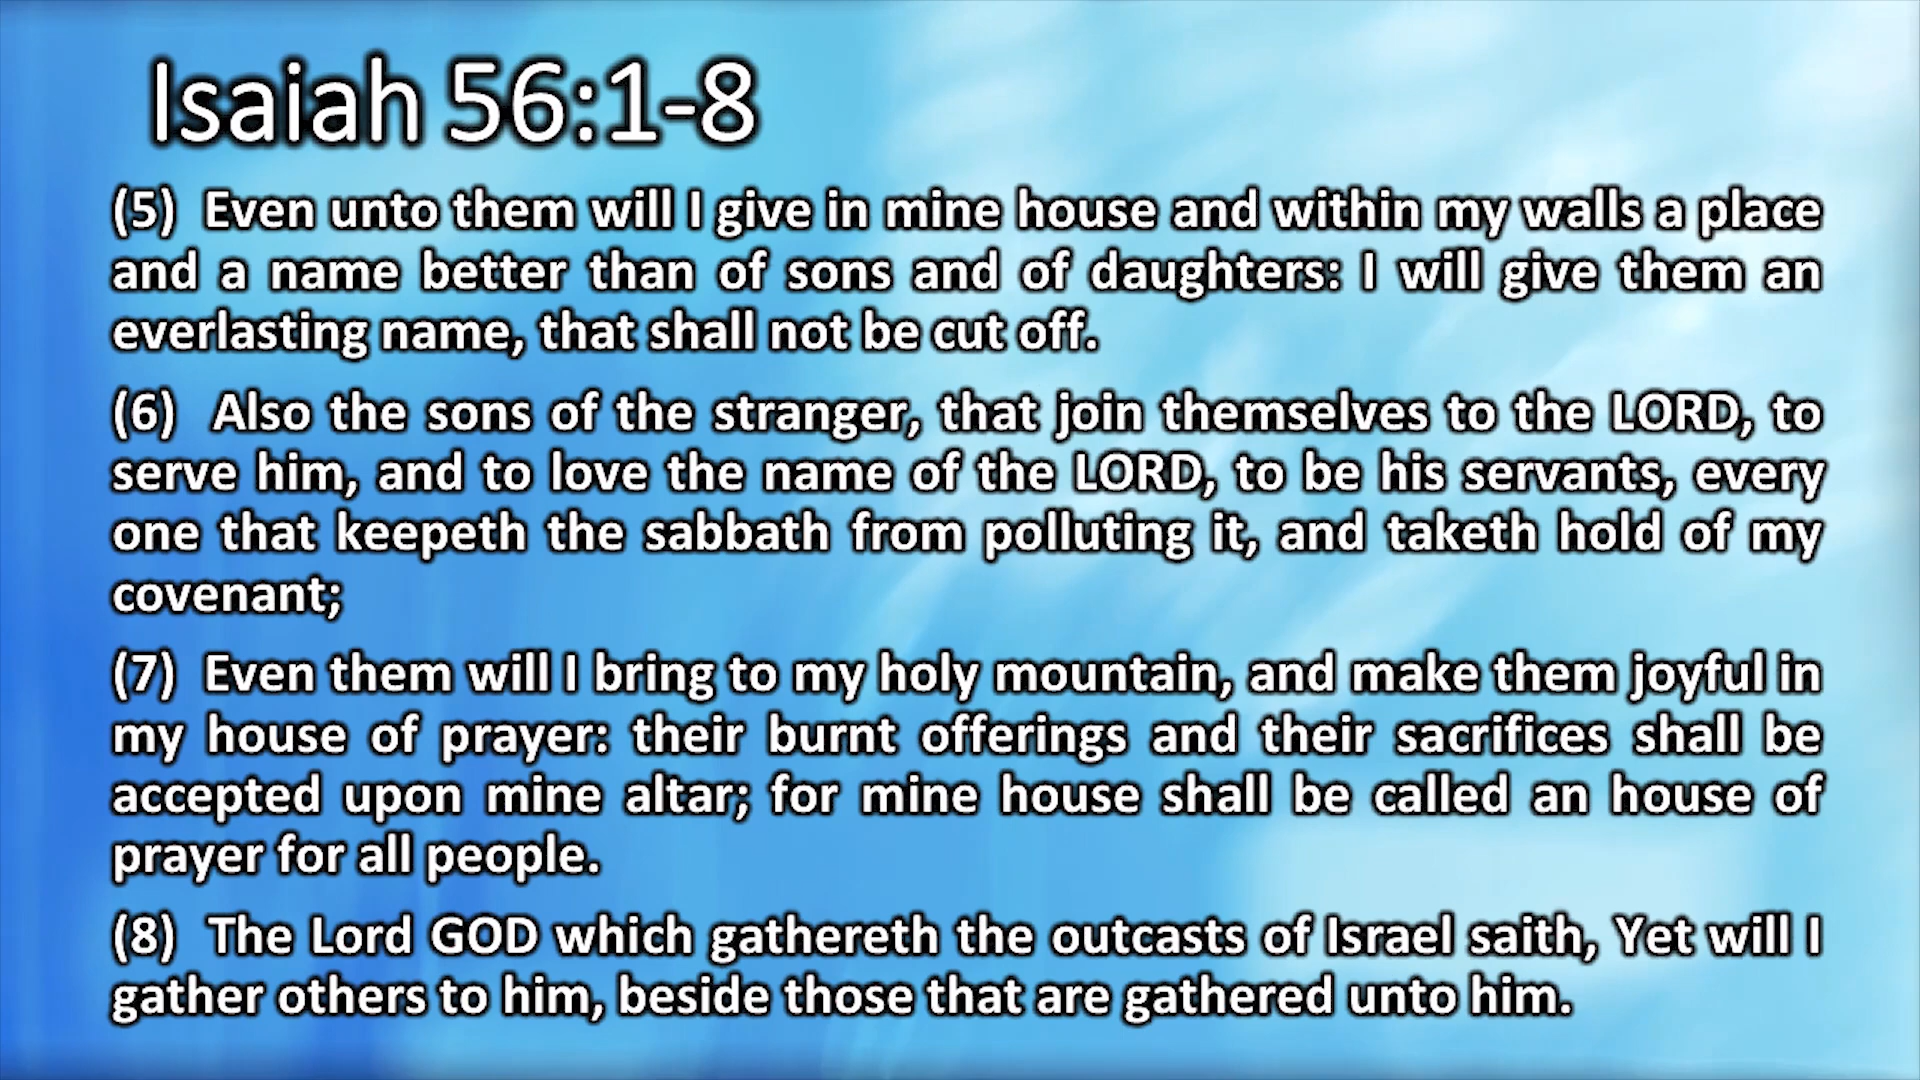 Isaiah 56:1-8
(5) Even unto them will I give in mine house and within my walls a place
and a name better than of sons and of daughters: I will give them an
everlasting name, that shall not be cut off.
(6) Also the sons of the stranger, that join themselves to the LORD, to
serve him, and to love the name of the LORD, to be his servants, every
one that keepeth the sabbath from polluting it, and taketh hold of my
covenant;
(7) Even them will I bring to my holy mountain, and make them joyful in
my house of prayer: their burnt offerings and their sacrifices shall be
accepted upon mine altar; for mine house shall be called an house of
prayer for all people.
(8) The Lord GOD which gathereth the outcasts of Israel saith, Yet will I
gather others to him, beside those that are gathered unto him.